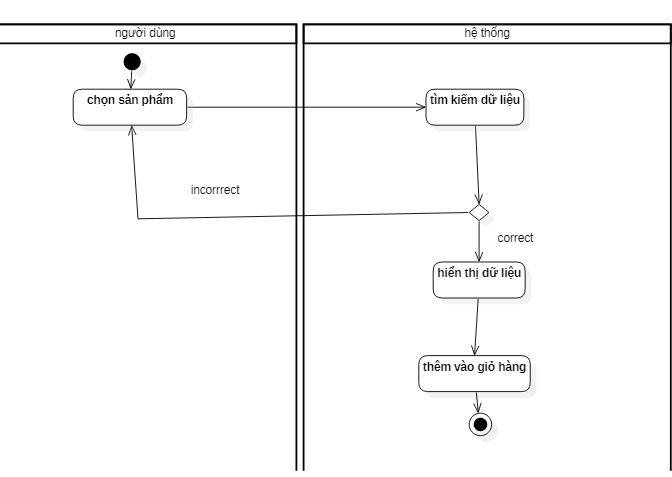 người dùng
hệ thống
chọn sản phẩm
tìm kiếm dữ liệu
incorrrect
correct
hiển thị dữ liệu
thêm vào giỏ hàng